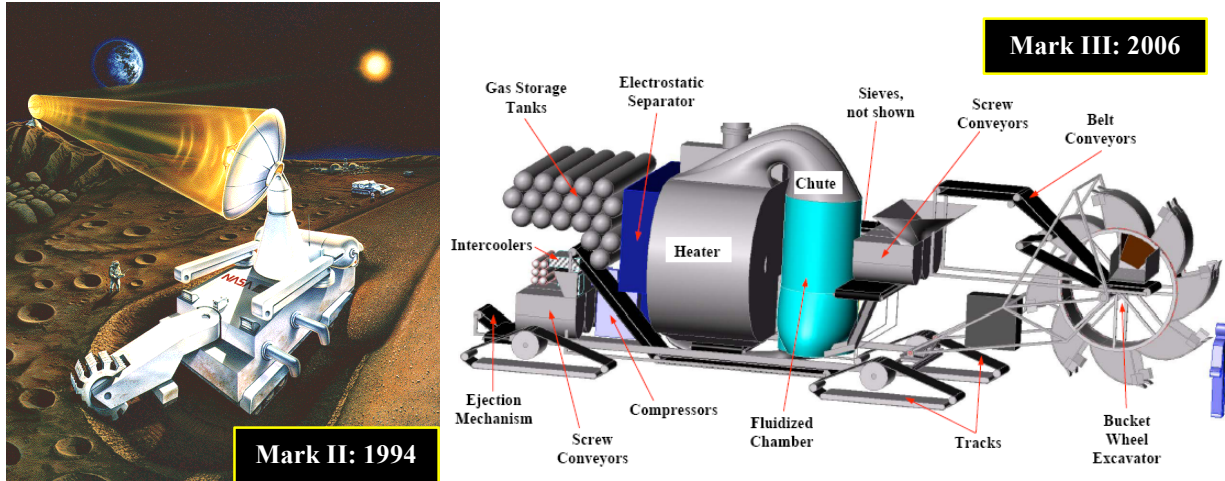 NASA
Mark II: 1994
Mark III: 2006
Gas Storage
Tanks
Electrostatic
Separator
Sieves,
not shown
Screw
Conveyors
Belt
Conveyors
Chute
Intercoolers
Heater
Ejection
Mechanism
Screw
Conveyors
Compressors
Fluidized
Chamber
Tracks
Bucket
Wheel
Excavator